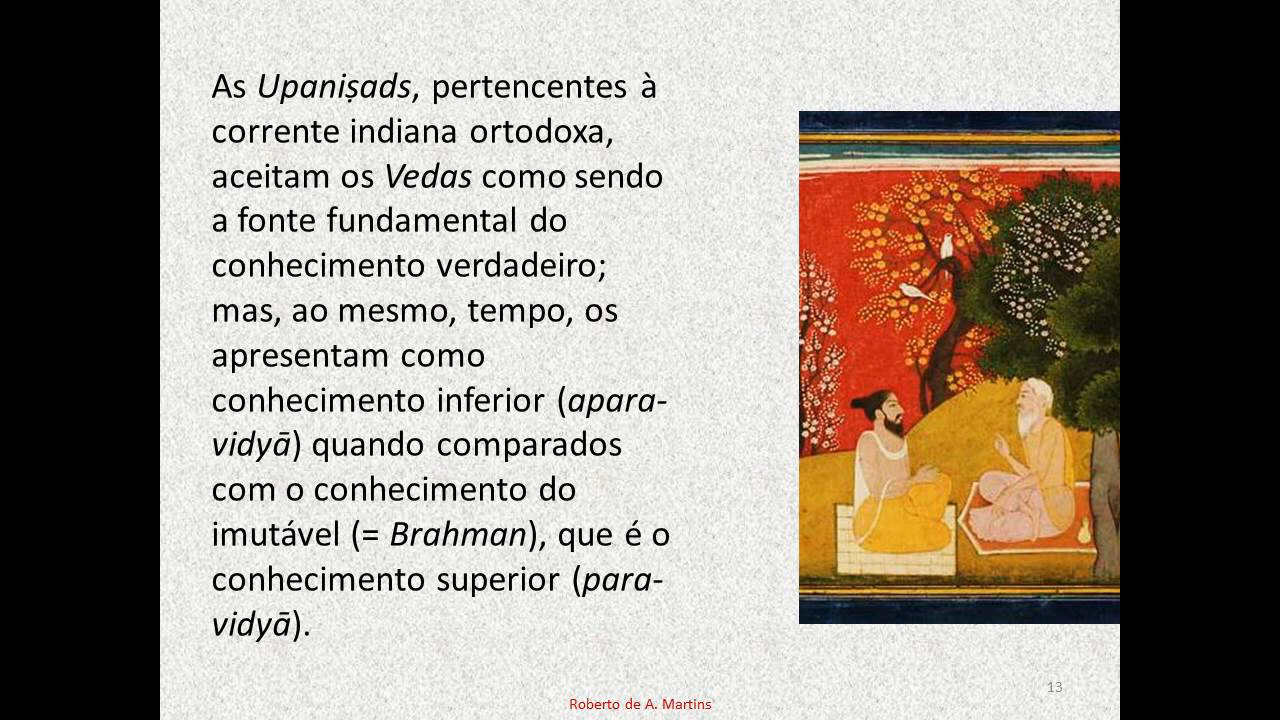 As Upaniṣads, pertencentes à
corrente indiana ortodoxa,
aceitam os Vedas como sendo
a fonte fundamental do
conhecimento verdadeiro;
mas, ao mesmo, tempo, os
apresentam como
conhecimento inferior (apara-
vidyā) quando comparados
com o conhecimento do
imutável (= Brahman), que é o
conhecimento superior (para-
vidyā).
13
Roberto de A. Martins